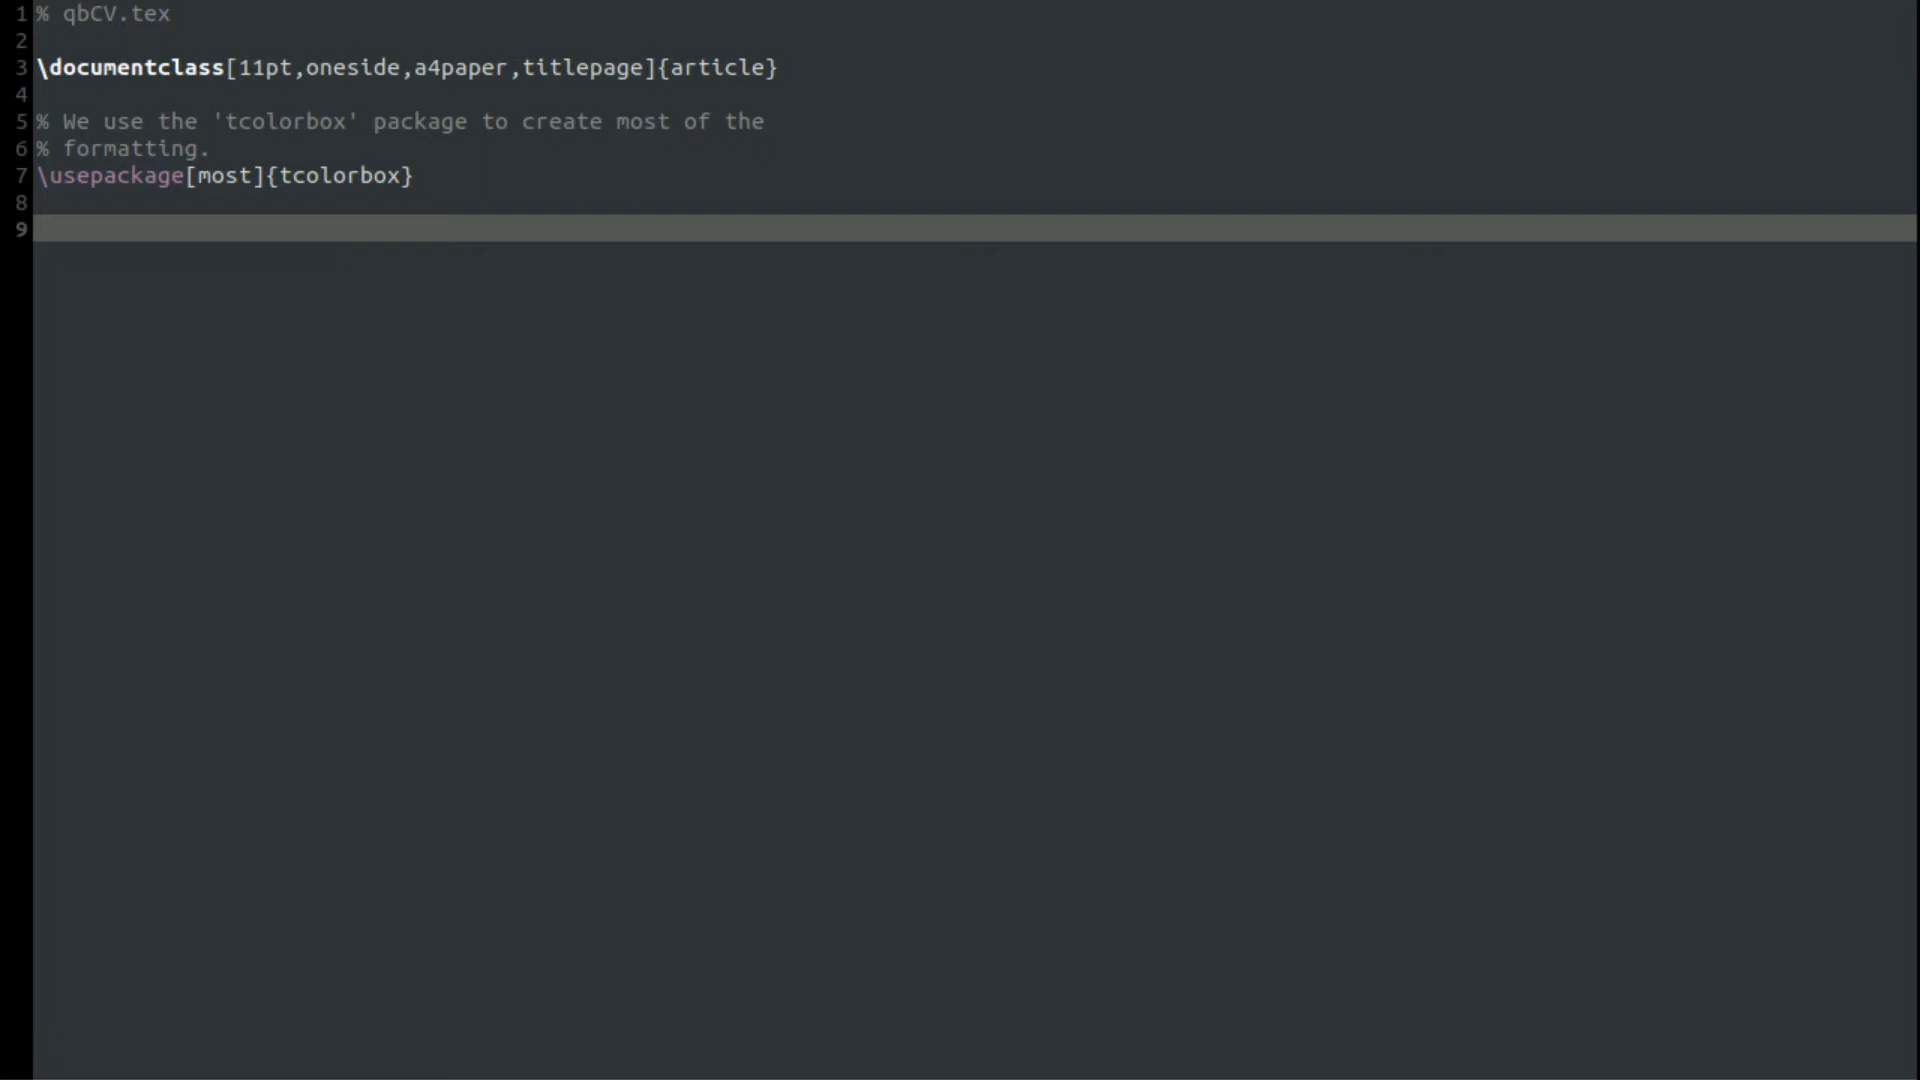 1 % qbCV.tex
2
3 \documentclass[11pt,oneside,a4paper,titlepage]{article}
4
5 % We use the 'tcolorbox' package to create most of the
6 % formatting.
7 \usepackage[most]{tcolorbox}
8
9